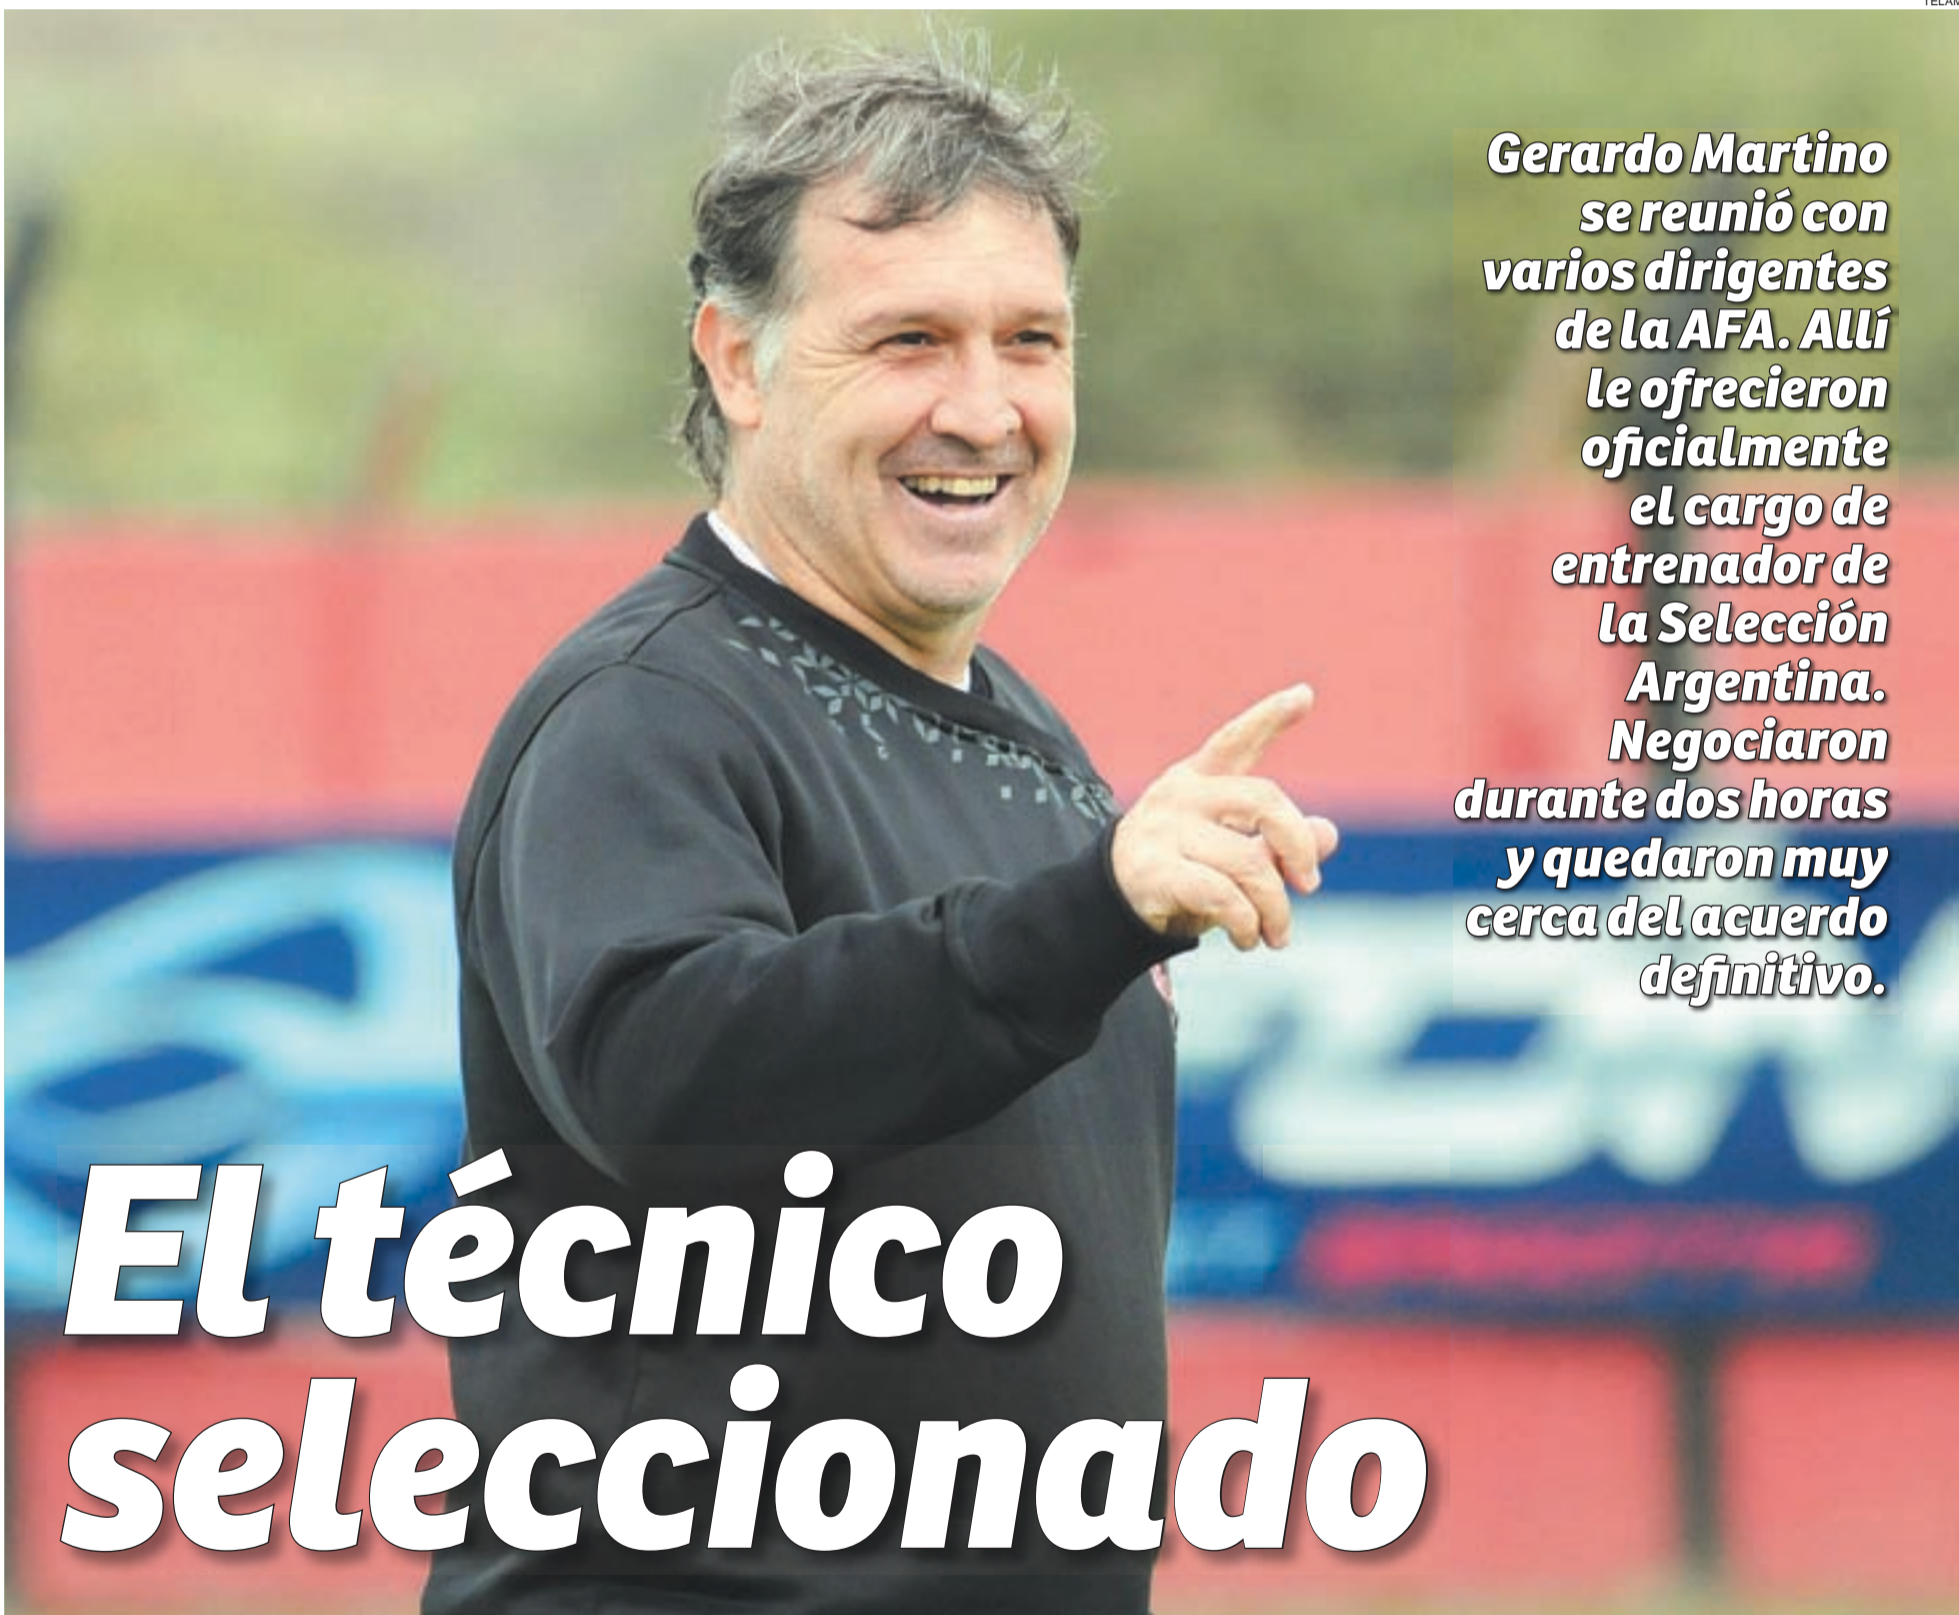 TELAM
Gerardo Martino
se reunió con
varios dirigentes
de la AFA. Allí
le ofrecieron
oficialmente
el cargo de
entrenador de
la Selección
Argentina.
Negociaron
durante dos horas
y quedaron muy
cerca del acuerdo
definitivo.
El técnico
seleccionado